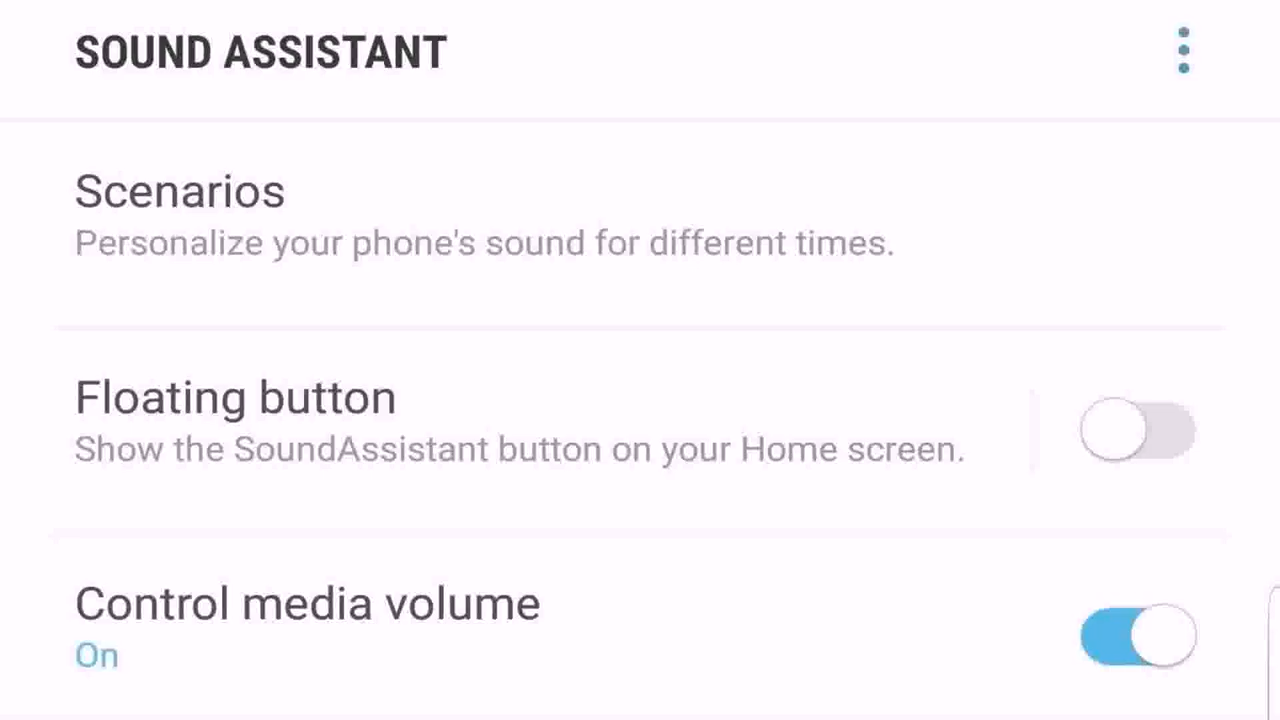 SOUND ASSISTANT
Scenarios
Personalize your phone's sound for different times.
Floating button
Show the SoundAssistant button on your Home screen.
Control media volume
On